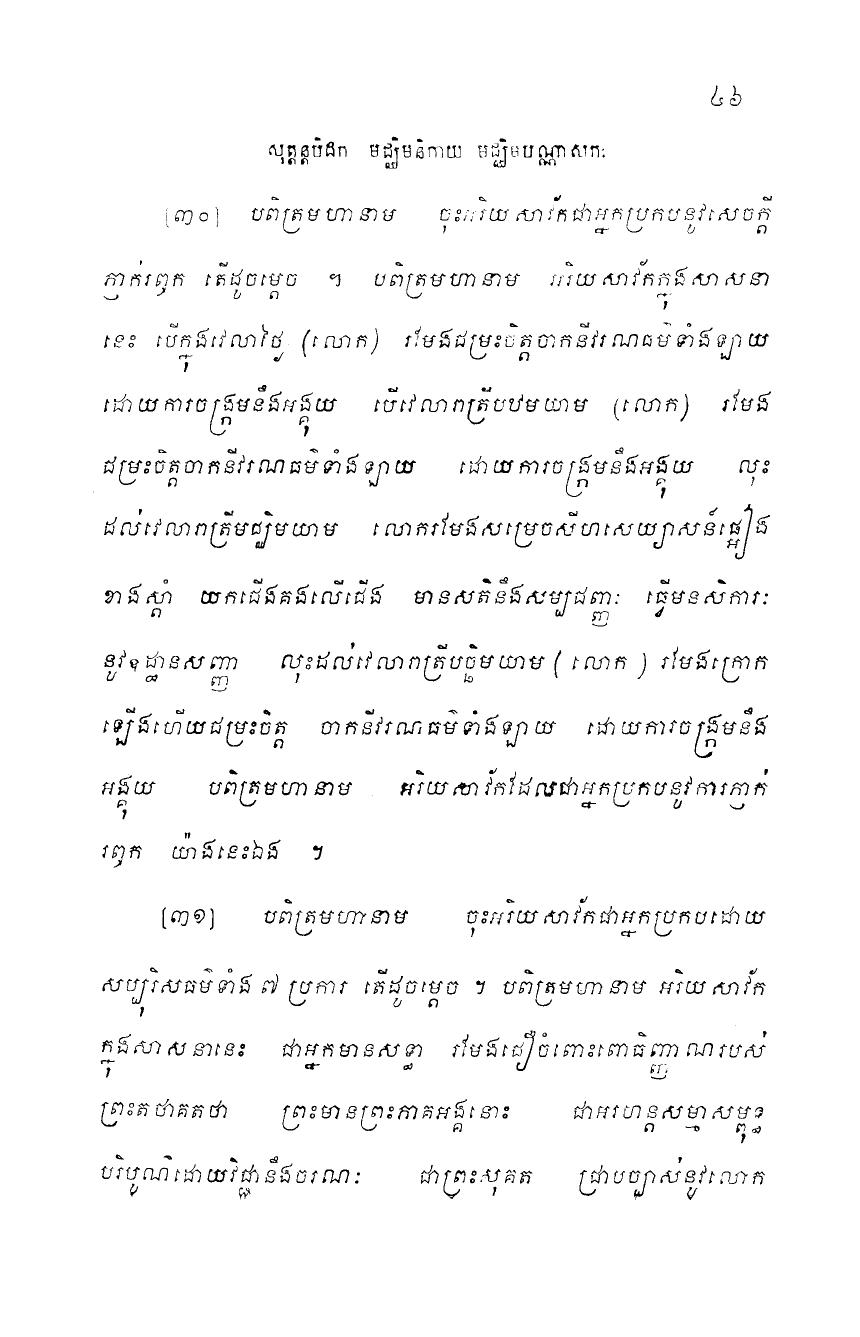 ៤៦
សុត្តន្តបិដក មជ្ឈិមនិកាយ មជ្ឈិមបណ្ណាសកៈ
[៣០] បពិត្រមហានាម ចុះអរិយសាវ័កជាអ្នកប្រកបនូវសេចក្តី
ភ្ញាក់រឭក តើដូចម្តេច ។ បពិត្រមហានាម អរិយសាវ័កក្នុងសាសនា
នេះ បើក្នុងវេលាថ្ងៃ (លោក) រមែងជម្រះចិត្តចាកនីវរណធម៌ទាំងឡាយ
ដោយការចង្ក្រមនឹងអង្គុយ បើវេលារាត្រីបឋមយាម (លោក) រមែង
ជម្រះចិត្តចាកនីវរណធម៌ទាំងឡាយ ដោយការចង្ក្រមនឹងអង្គុយ លុះ
ដល់វេលារាត្រីមជ្ឈិមយាម លោករមែងសម្រេចសីហសេយ្យាសន៍ផ្អៀង
ខាងស្តាំ យកជើងគងលើជើង មានសតិនឹងសម្បជញ្ញៈ ធ្វើមនសិការៈ
នូវឧដ្ឋានសញ្ញា លុះដល់វេលារាត្រីបច្ឆិមយាម ( លោក ) រមែងក្រោក
ឡើងហើយជម្រះចិត្ត ចាកនីវរណធម៌ទាំងឡាយ ដោយការចង្ក្រមនឹង
អង្គុយ បពិត្រមហានាម អរិយសាវ័កដែលជាអ្នកប្រកបនូវការភ្ញាក់
រឭក យ៉ាងនេះឯង ។
[៣១] បពិត្រមហានាម ចុះអរិយសាវ័កជាអ្នកប្រកបដោយ
សប្បុរិសធម៌ទាំង ៧ ប្រការ តើដូចម្តេច ។ បពិត្រមហានាម អរិយសាវ័ក
ក្នុងសាសនានេះ ជាអ្នកមានសទ្ធា រមែងជឿចំពោះពោធិញ្ញាណរបស់
ព្រះតថាគតថា ព្រះមានព្រះភាគអង្គនោះ ជាអរហន្តសម្មាសម្ពុទ្ធ
បរិបូណ៌ដោយវិជ្ជានឹងចរណៈ ជាព្រះសុគត ជ្រាបច្បាស់នូវលោក